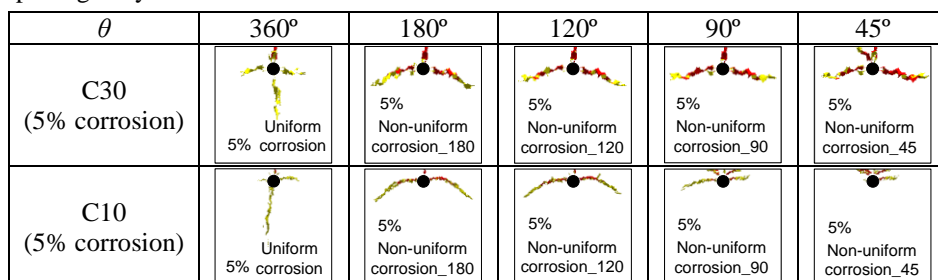 θ 360º 180º 120º 90º 45º
C30
(5% corrosion)
Uniform
5% corrosion
5%
Non-uniform
corrosion_180
5%
Non-uniform
corrosion_120
5%
Non-uniform
corrosion_90
5%
Non-uniform
corrosion_45
C10
(5% corrosion)
Uniform
5% corrosion
5%
Non-uniform
corrosion_180
5%
Non-uniform
corrosion_120
5%
Non-uniform
corrosion_90
5%
Non-uniform
corrosion_45